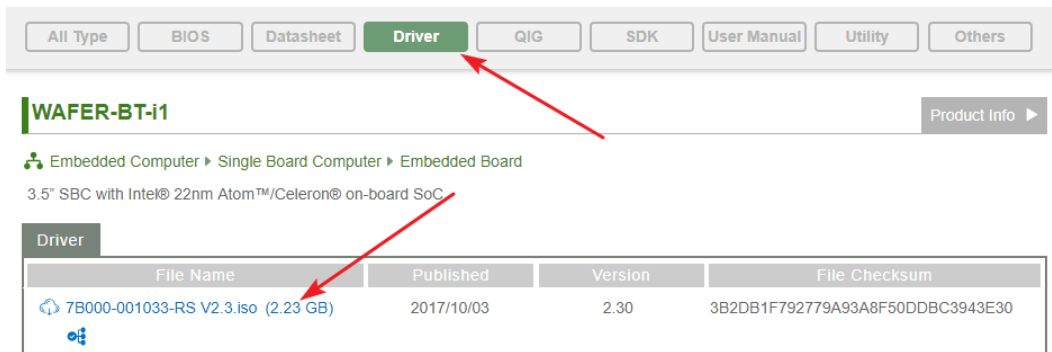 All Type BIOS Datasheet Driver QIG SDK User Manual Utility Others
WAFER-BT-i1
Product Info
Embedded Computer Single Board Computer Embedded Board
3.5" SBC with Intel® 22nm Atom™/Celeron® on-board SoC
Driver
File Name Published Version File Checksum
7B000-001033-RS V2.3.iso (2.23 GB) 2017/10/03 2.30 3B2DB1F792779A93A8F50DDBC3943E30